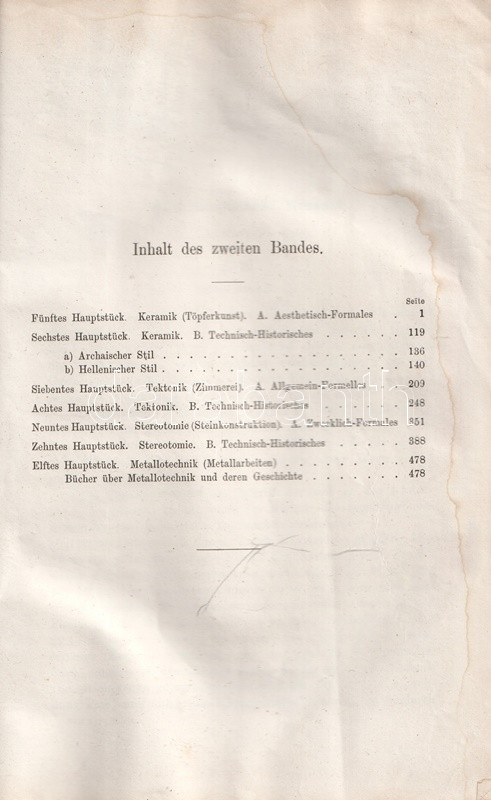 Inhalt des zweiten Bandes.
Seite
Fünftes Hauptstück. Keramik (Töpferkunst). A. Aesthetisch-Formales . 1
Sechstes Hauptstück. Keramik. B. Technisch-Historisches . . . . . . 119
a) Archaischer Stil . . . . . . . . . . . . . . . . . . 136
b) Hellenischer Stil . . . . . . . . . . . . . . . . . . 140
Siebentes Hauptstück. Tektonik (Zimmerei). A. Allgemein-Formelles . . 209
Achtes Hauptstück. Tektonik. B. Technisch-Historisches . . . . . . 248
Neuntes Hauptstück. Stereotomie (Steinkonstruktion). A. Zwecklich-Formales 351
Zehntes Hauptstück. Stereotomie. B. Technisch-Historisches . . . . . 388
Elftes Hauptstück. Metallotechnik (Metallarbeiten) . . . . . . . . . 478
Bücher über Metallotechnik und deren Geschichte . . . . . . . 478